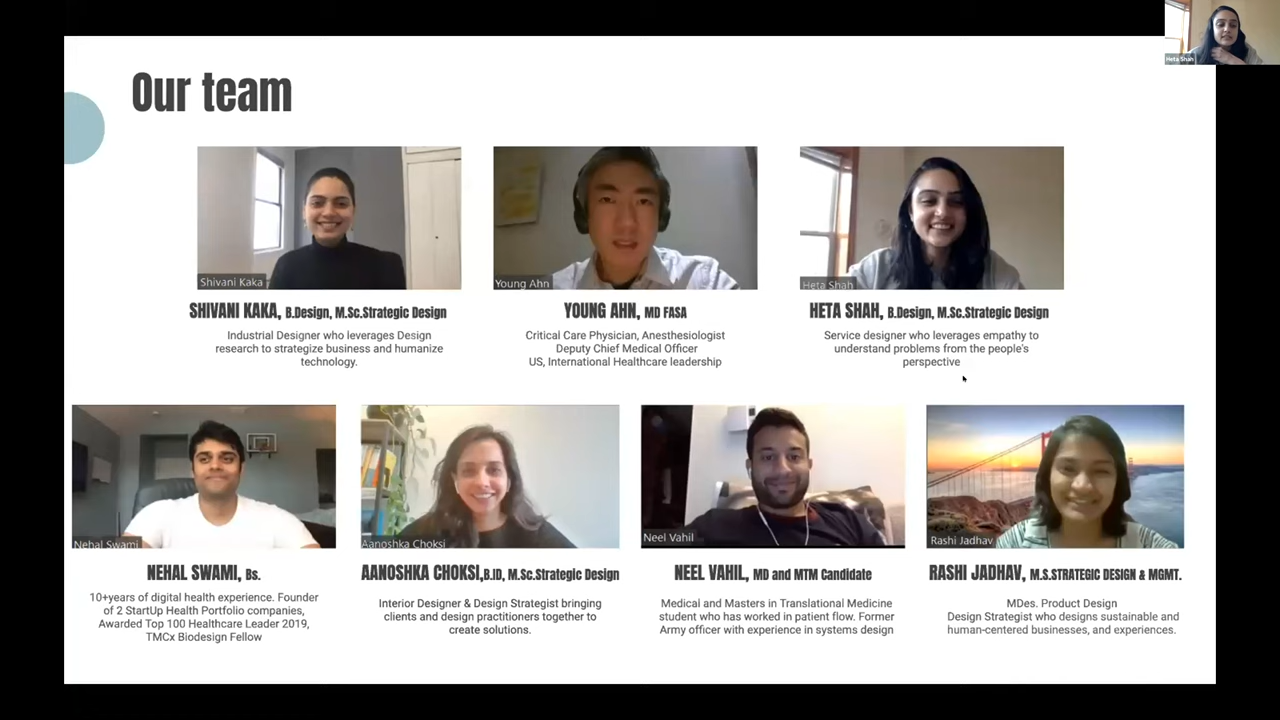 Heta Shah
Our team
Shivani Kaka
Young Ahn
Heta Shah
SHIVANI KAKA, B.Design, M.Sc.Strategic Design
Industrial Designer who leverages Design
research to strategize business and humanize
technology.
YOUNG AHN, MD FASA
Critical Care Physician, Anesthesiologist
Deputy Chief Medical Officer
US, International Healthcare leadership
HETA SHAH, B.Design, M.Sc.Strategic Design
Service designer who leverages empathy to
understand problems from the people's
perspective
Nehal Swami
Aanoshka Choksi
Neel Vahil
Rashi Jadhav
NEHAL SWAMI, Bs.
10+years of digital health experience. Founder
of 2 StartUp Health Portfolio companies,
Awarded Top 100 Healthcare Leader 2019,
TMCx Biodesign Fellow
AANOSHKA CHOKSI,B.ID, M.Sc.Strategic Design
Interior Designer & Design Strategist bringing
clients and design practitioners together to
create solutions.
NEEL VAHIL, MD and MTM Candidate
Medical and Masters in Translational Medicine
student who has worked in patient flow. Former
Army officer with experience in systems design
RASHI JADHAV, M.S.STRATEGIC DESIGN & MGMT.
MDes. Product Design
Design Strategist who designs sustainable and
human-centered businesses, and experiences.